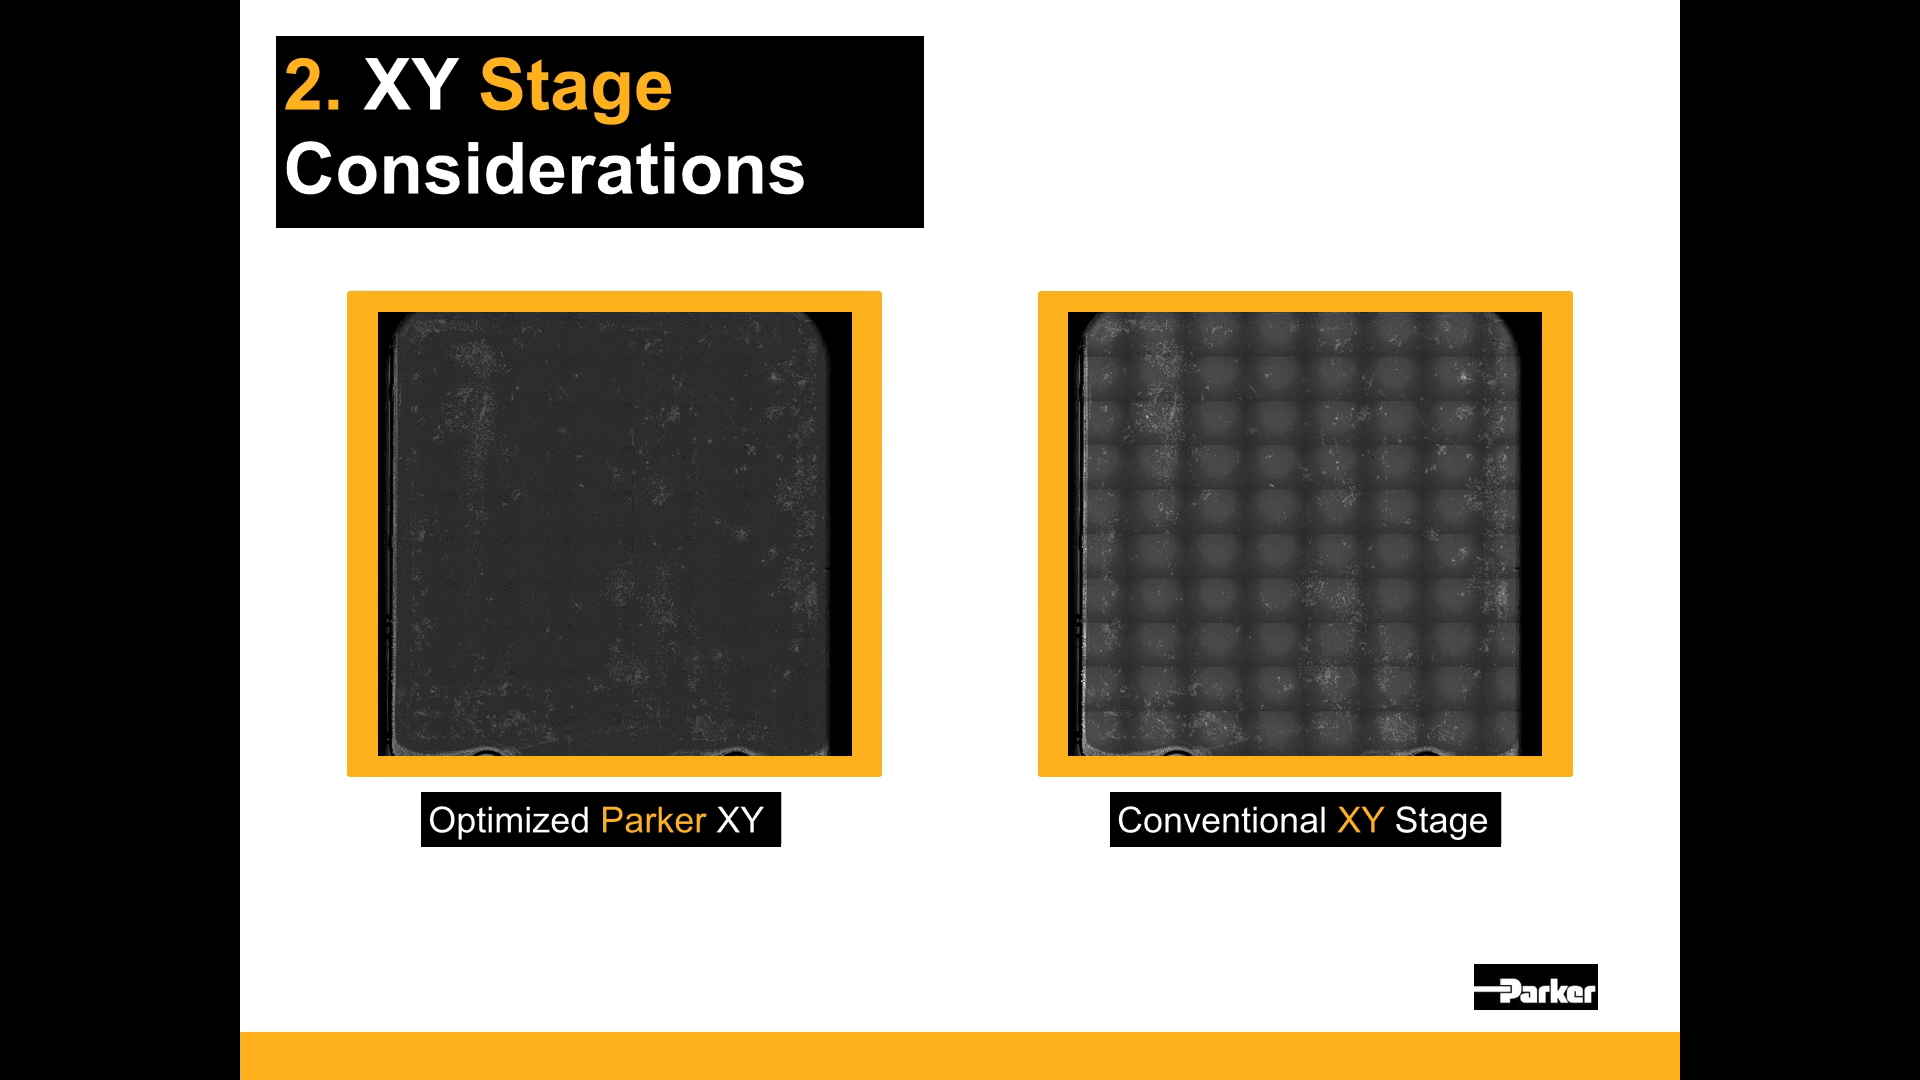 2. XY Stage
Considerations
Optimized Parker XY
Conventional XY Stage
Parker